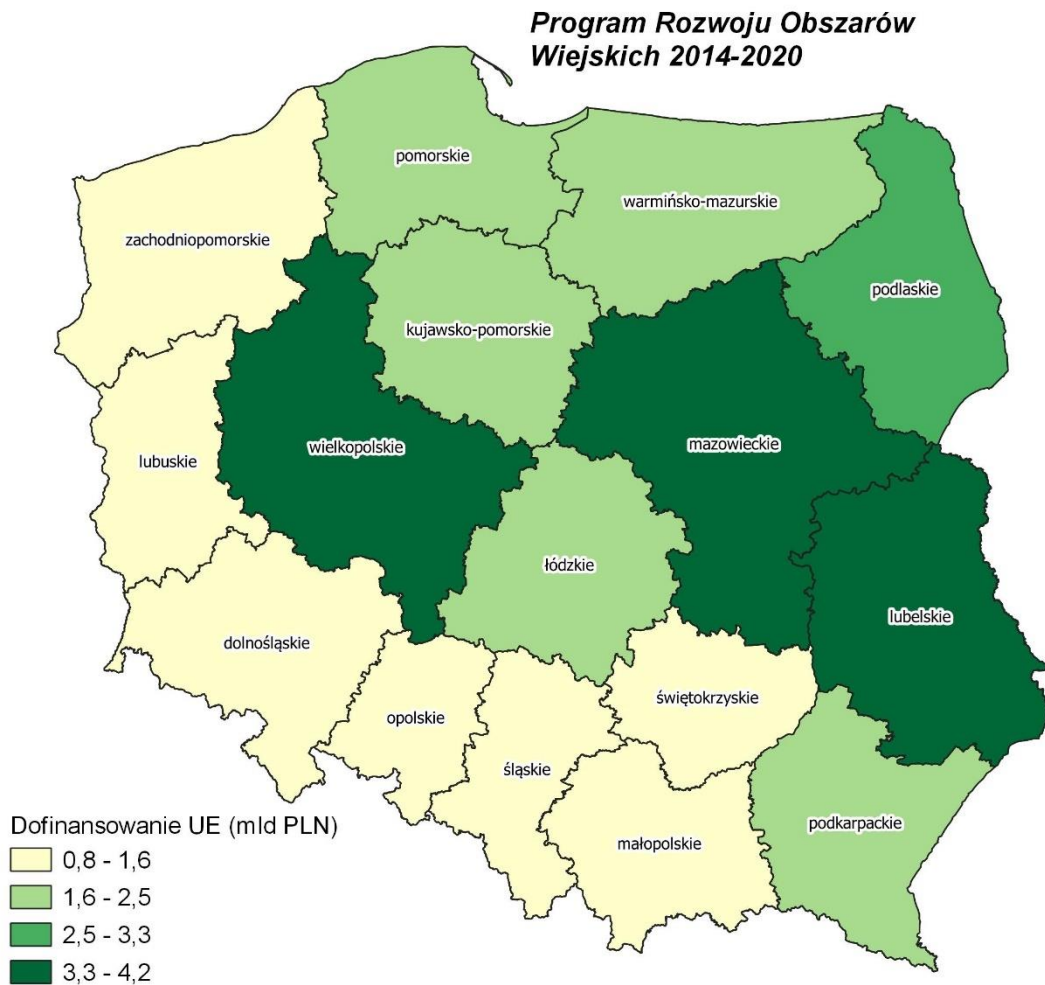 Program Rozwoju Obszarów
Wiejskich 2014-2020
pomorskie
warmińsko-mazurskie
zachodniopomorskie
podlaskie
kujawsko-pomorskie
wielkopolskie
mazowieckie
lubuskie
łódzkie
lubelskie
dolnośląskie
świętokrzyskie
opolskie
śląskie
podkarpackie
małopolskie
Dofinansowanie UE (mld PLN)
0,8 - 1,6
1,6 - 2,5
2,5 - 3,3
3,3 - 4,2